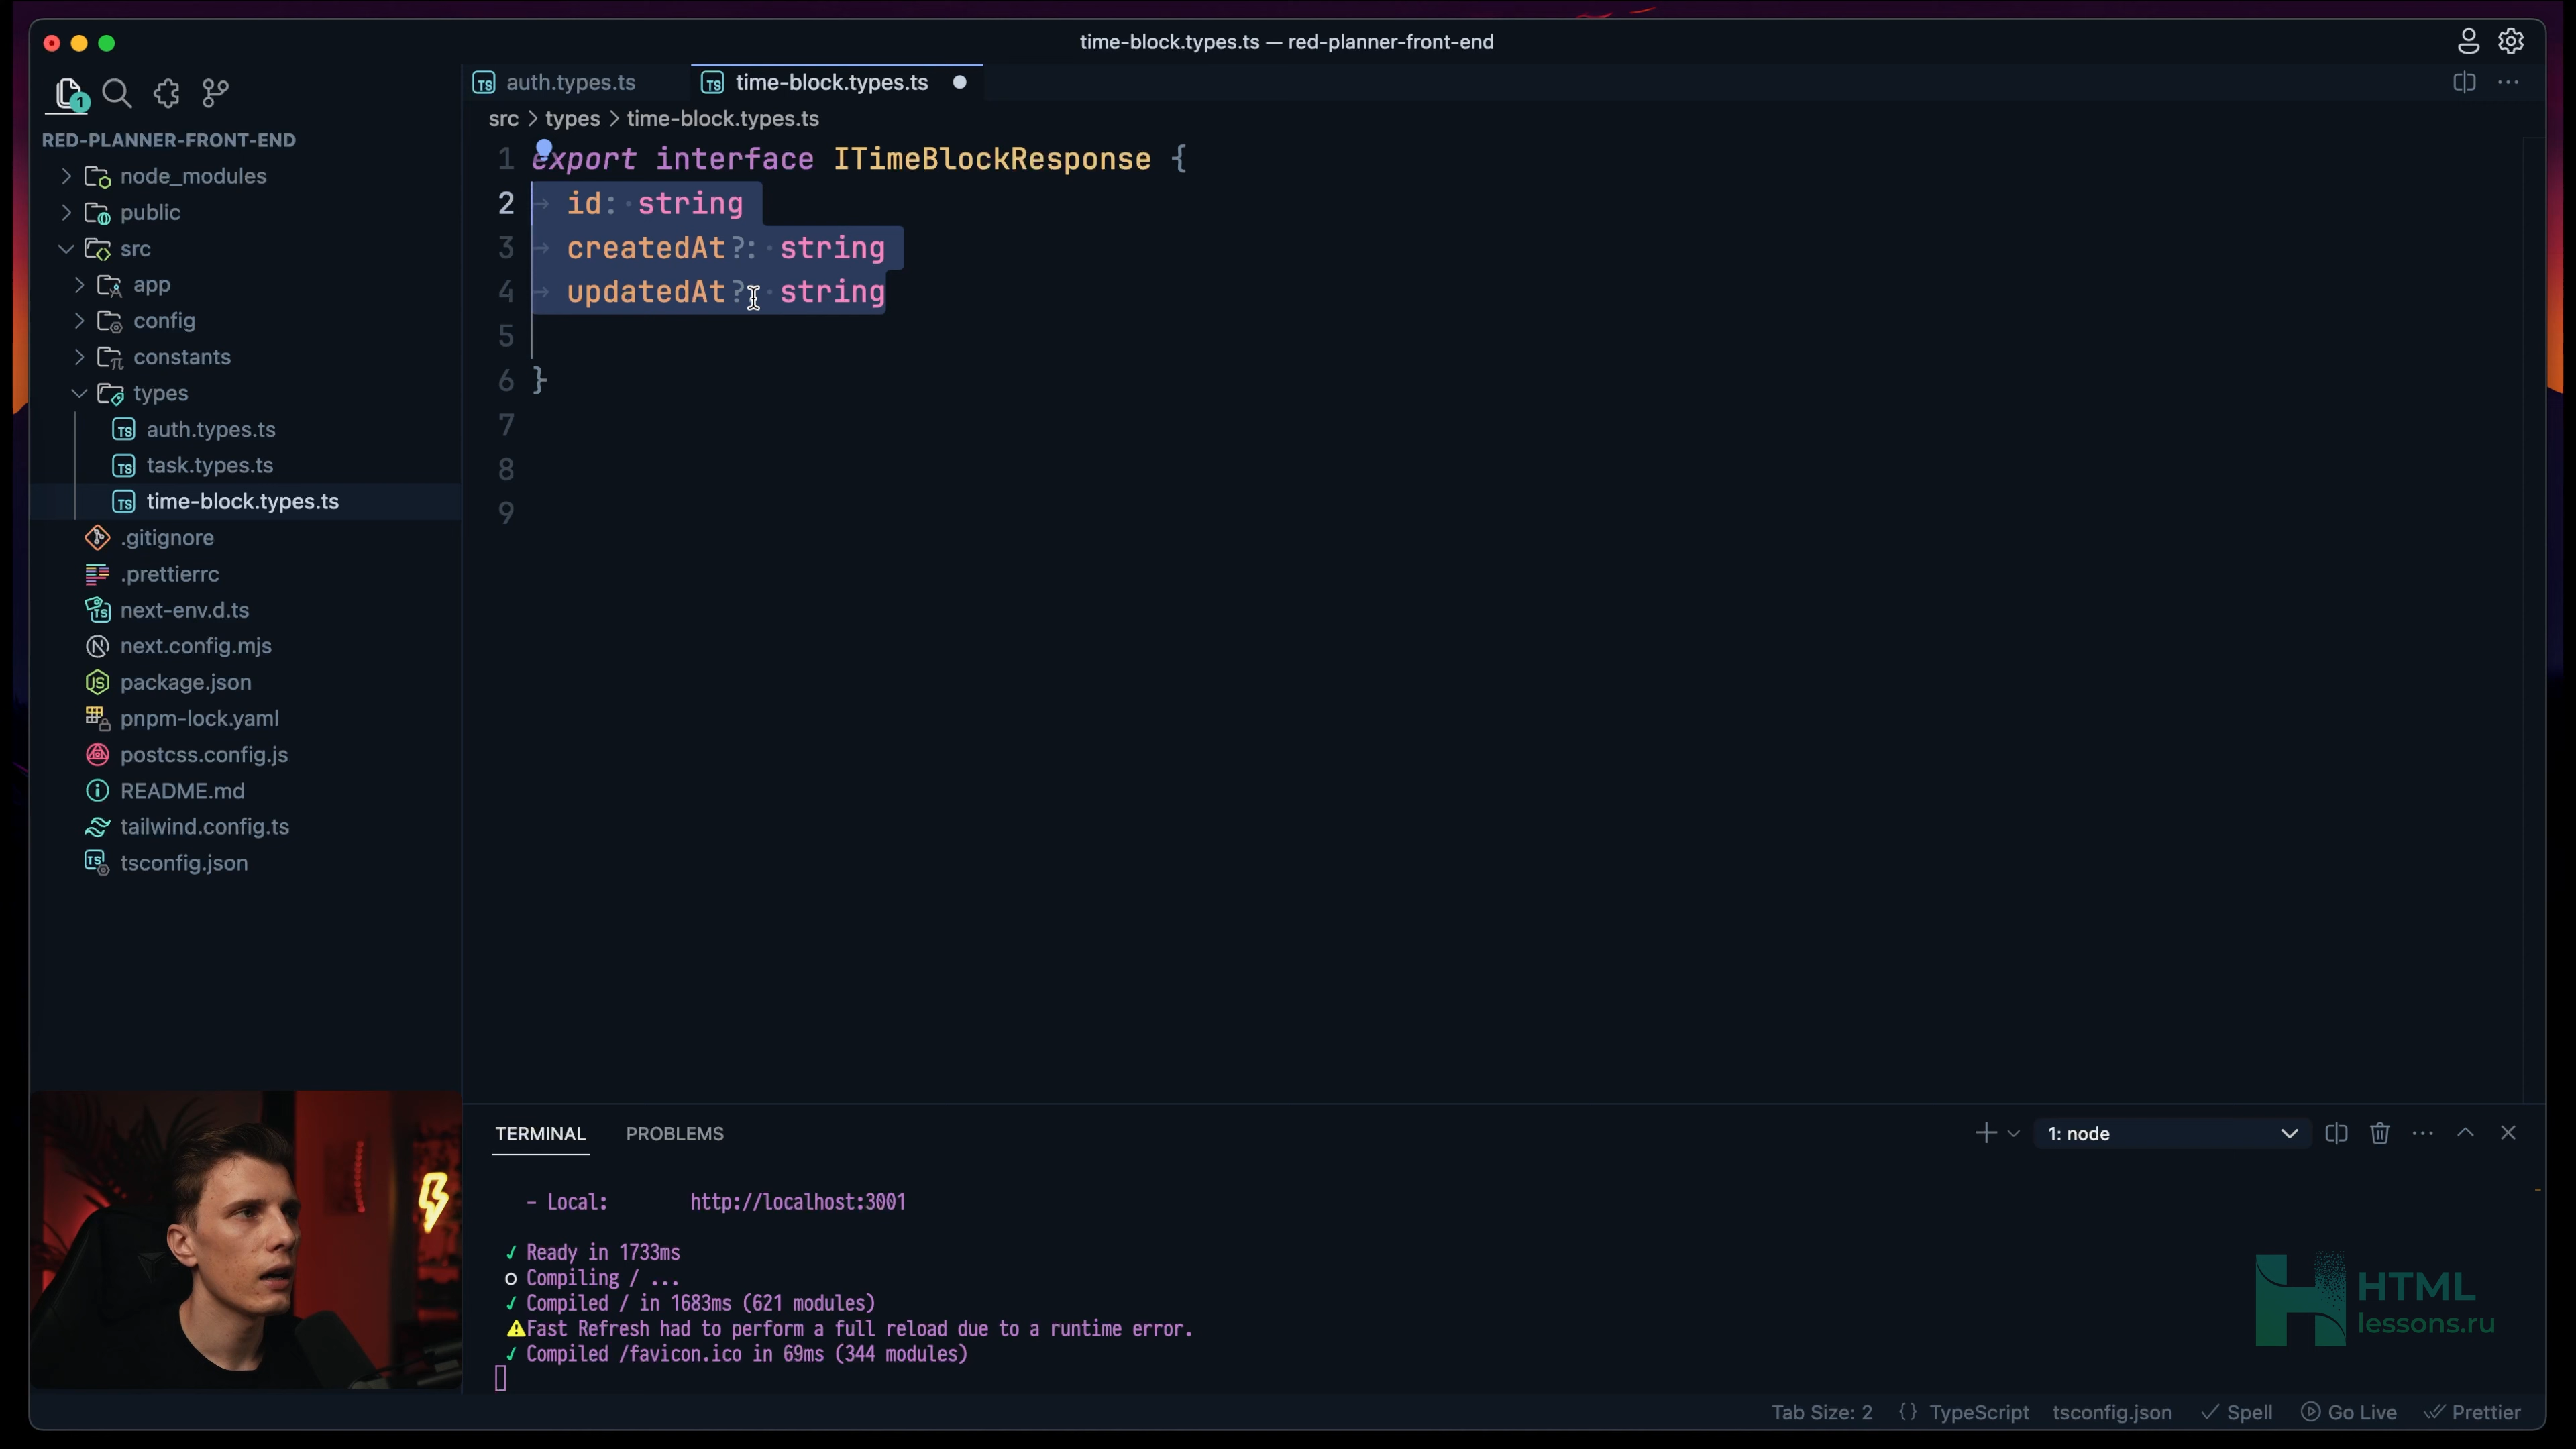 time-block.types.ts — red-planner-front-end
1
RED-PLANNER-FRONT-END
node_modules
public
src
app
config
constants
types
auth.types.ts
task.types.ts
time-block.types.ts
.gitignore
.prettierrc
next-env.d.ts
next.config.mjs
package.json
pnpm-lock.yaml
postcss.config.js
README.md
tailwind.config.ts
tsconfig.json
TS auth.types.ts
TS time-block.types.ts
src > types > time-block.types.ts
1 export interface ITimeBlockResponse {
2 id: string
3 createdAt?: string
4 updatedAt?: string
5
6 }
7
8
9
TERMINAL PROBLEMS
1: node
- Local: http://localhost:3001
✓ Ready in 1733ms
○ Compiling / ...
✓ Compiled / in 1683ms (621 modules)
⚠Fast Refresh had to perform a full reload due to a runtime error.
✓ Compiled /favicon.ico in 69ms (344 modules)
HTML
lessons.ru
Tab Size: 2 {} TypeScript tsconfig.json ✓ Spell Go Live Prettier